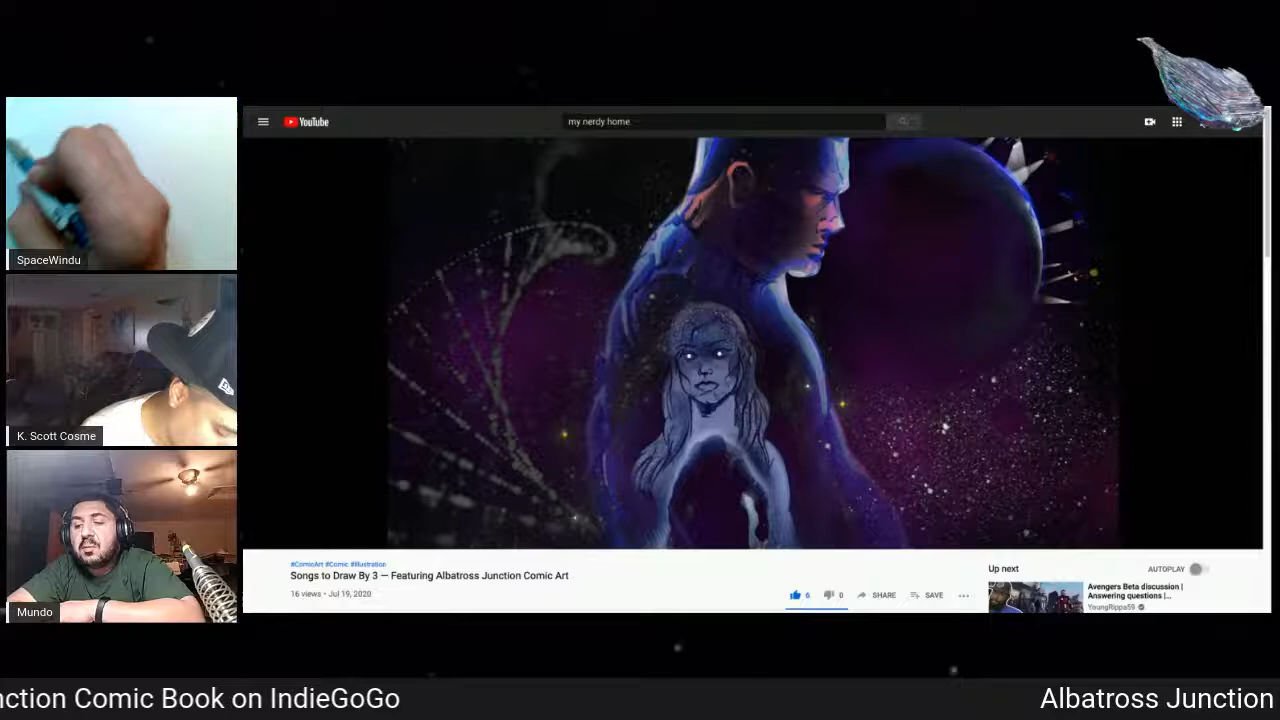 YouTube
my nerdy home
SpaceWindu
K. Scott Cosme
Mundo
#ComicArt #Comic #Illustration
Songs to Draw By 3 — Featuring Albatross Junction Comic Art
16 views • Jul 19, 2020
6
0
SHARE
SAVE
Up next
AUTOPLAY
Avengers Beta discussion |
Answering questions |...
YoungRippa59
nction Comic Book on IndieGoGo
Albatross Junction